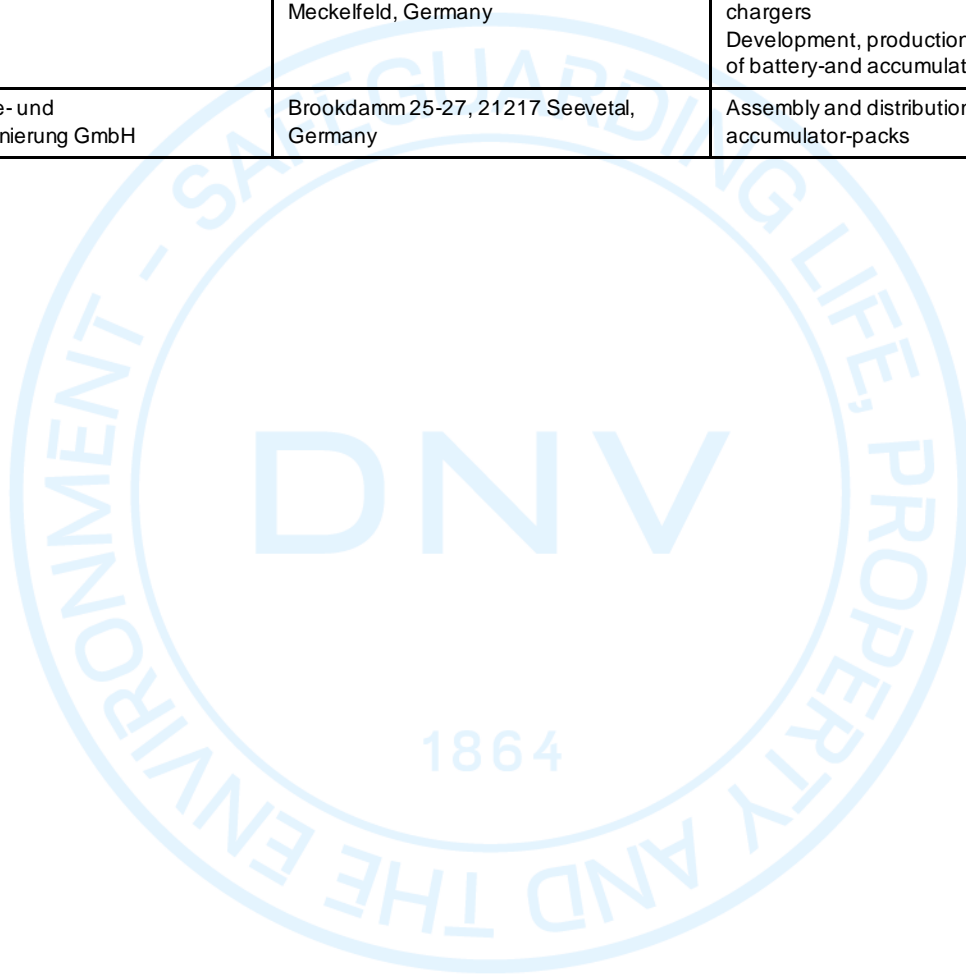 Meckelfeld, Germany
chargers
Development, production
of battery-and accumulat
e- und
nierung GmbH
Brookdamm 25-27, 21217 Seevetal,
Germany
Assembly and distribution
accumulator-packs
SAFEGUARDING LIFE, PROPERTY AND THE ENVIRONMENT -
DNV
1864